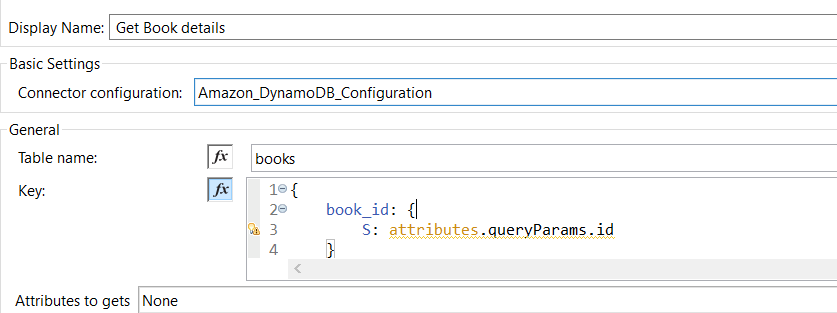 Display Name: Get Book details
Basic Settings
Connector configuration: Amazon_DynamoDB_Configuration
General
Table name: fx books
Key: fx 1 {
2 book_id: {
3 S: attributes.queryParams.id
4 }
Attributes to gets None